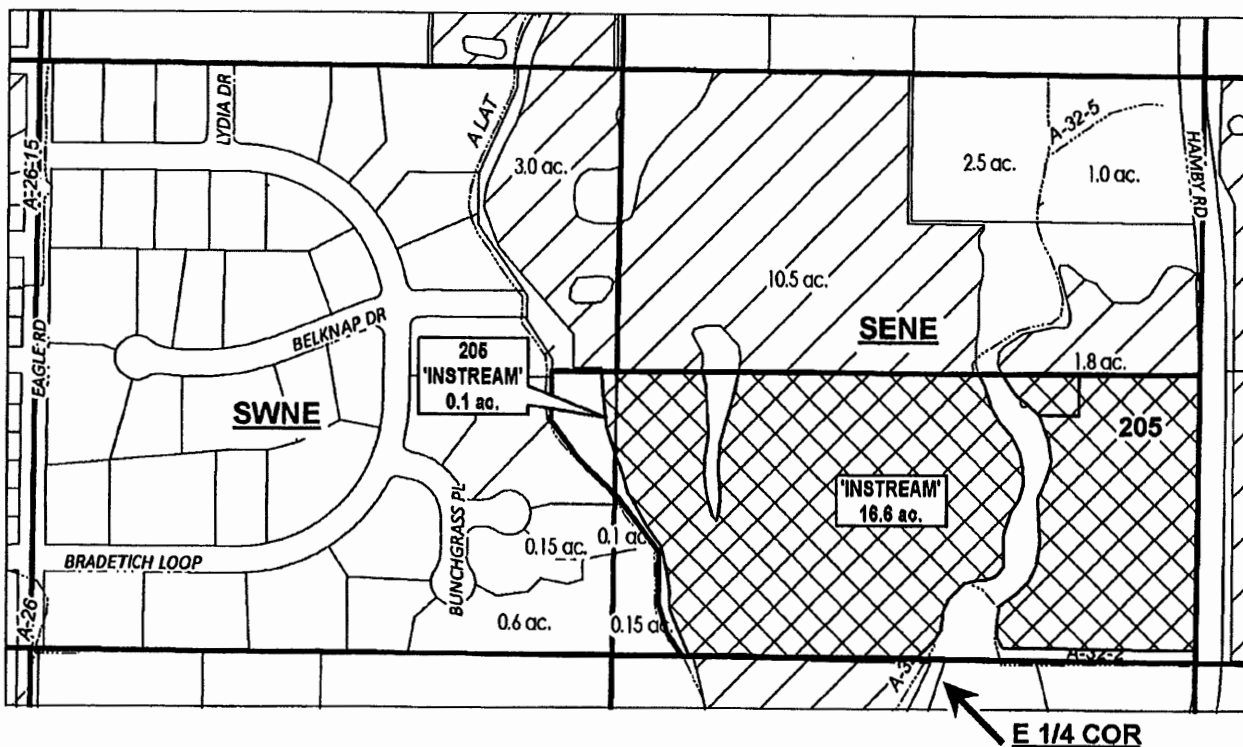 LYDIA DR
A LAT
A-26-15
EAGLE RD
3.0 ac.
2.5 ac.
A-32-5
1.0 ac.
HAMBY RD
10.5 ac.
SENE
BELKNAP DR
1.8 ac.
205
'INSTREAM'
0.1 ac.
SWNE
205
'INSTREAM'
16.6 ac.
BUNCHGRASS PL
0.1 ac
0.15 ac.
BRADETICH LOOP
A-26
0.6 ac.
0.15 ac
A-32-2
E 1/4 COR